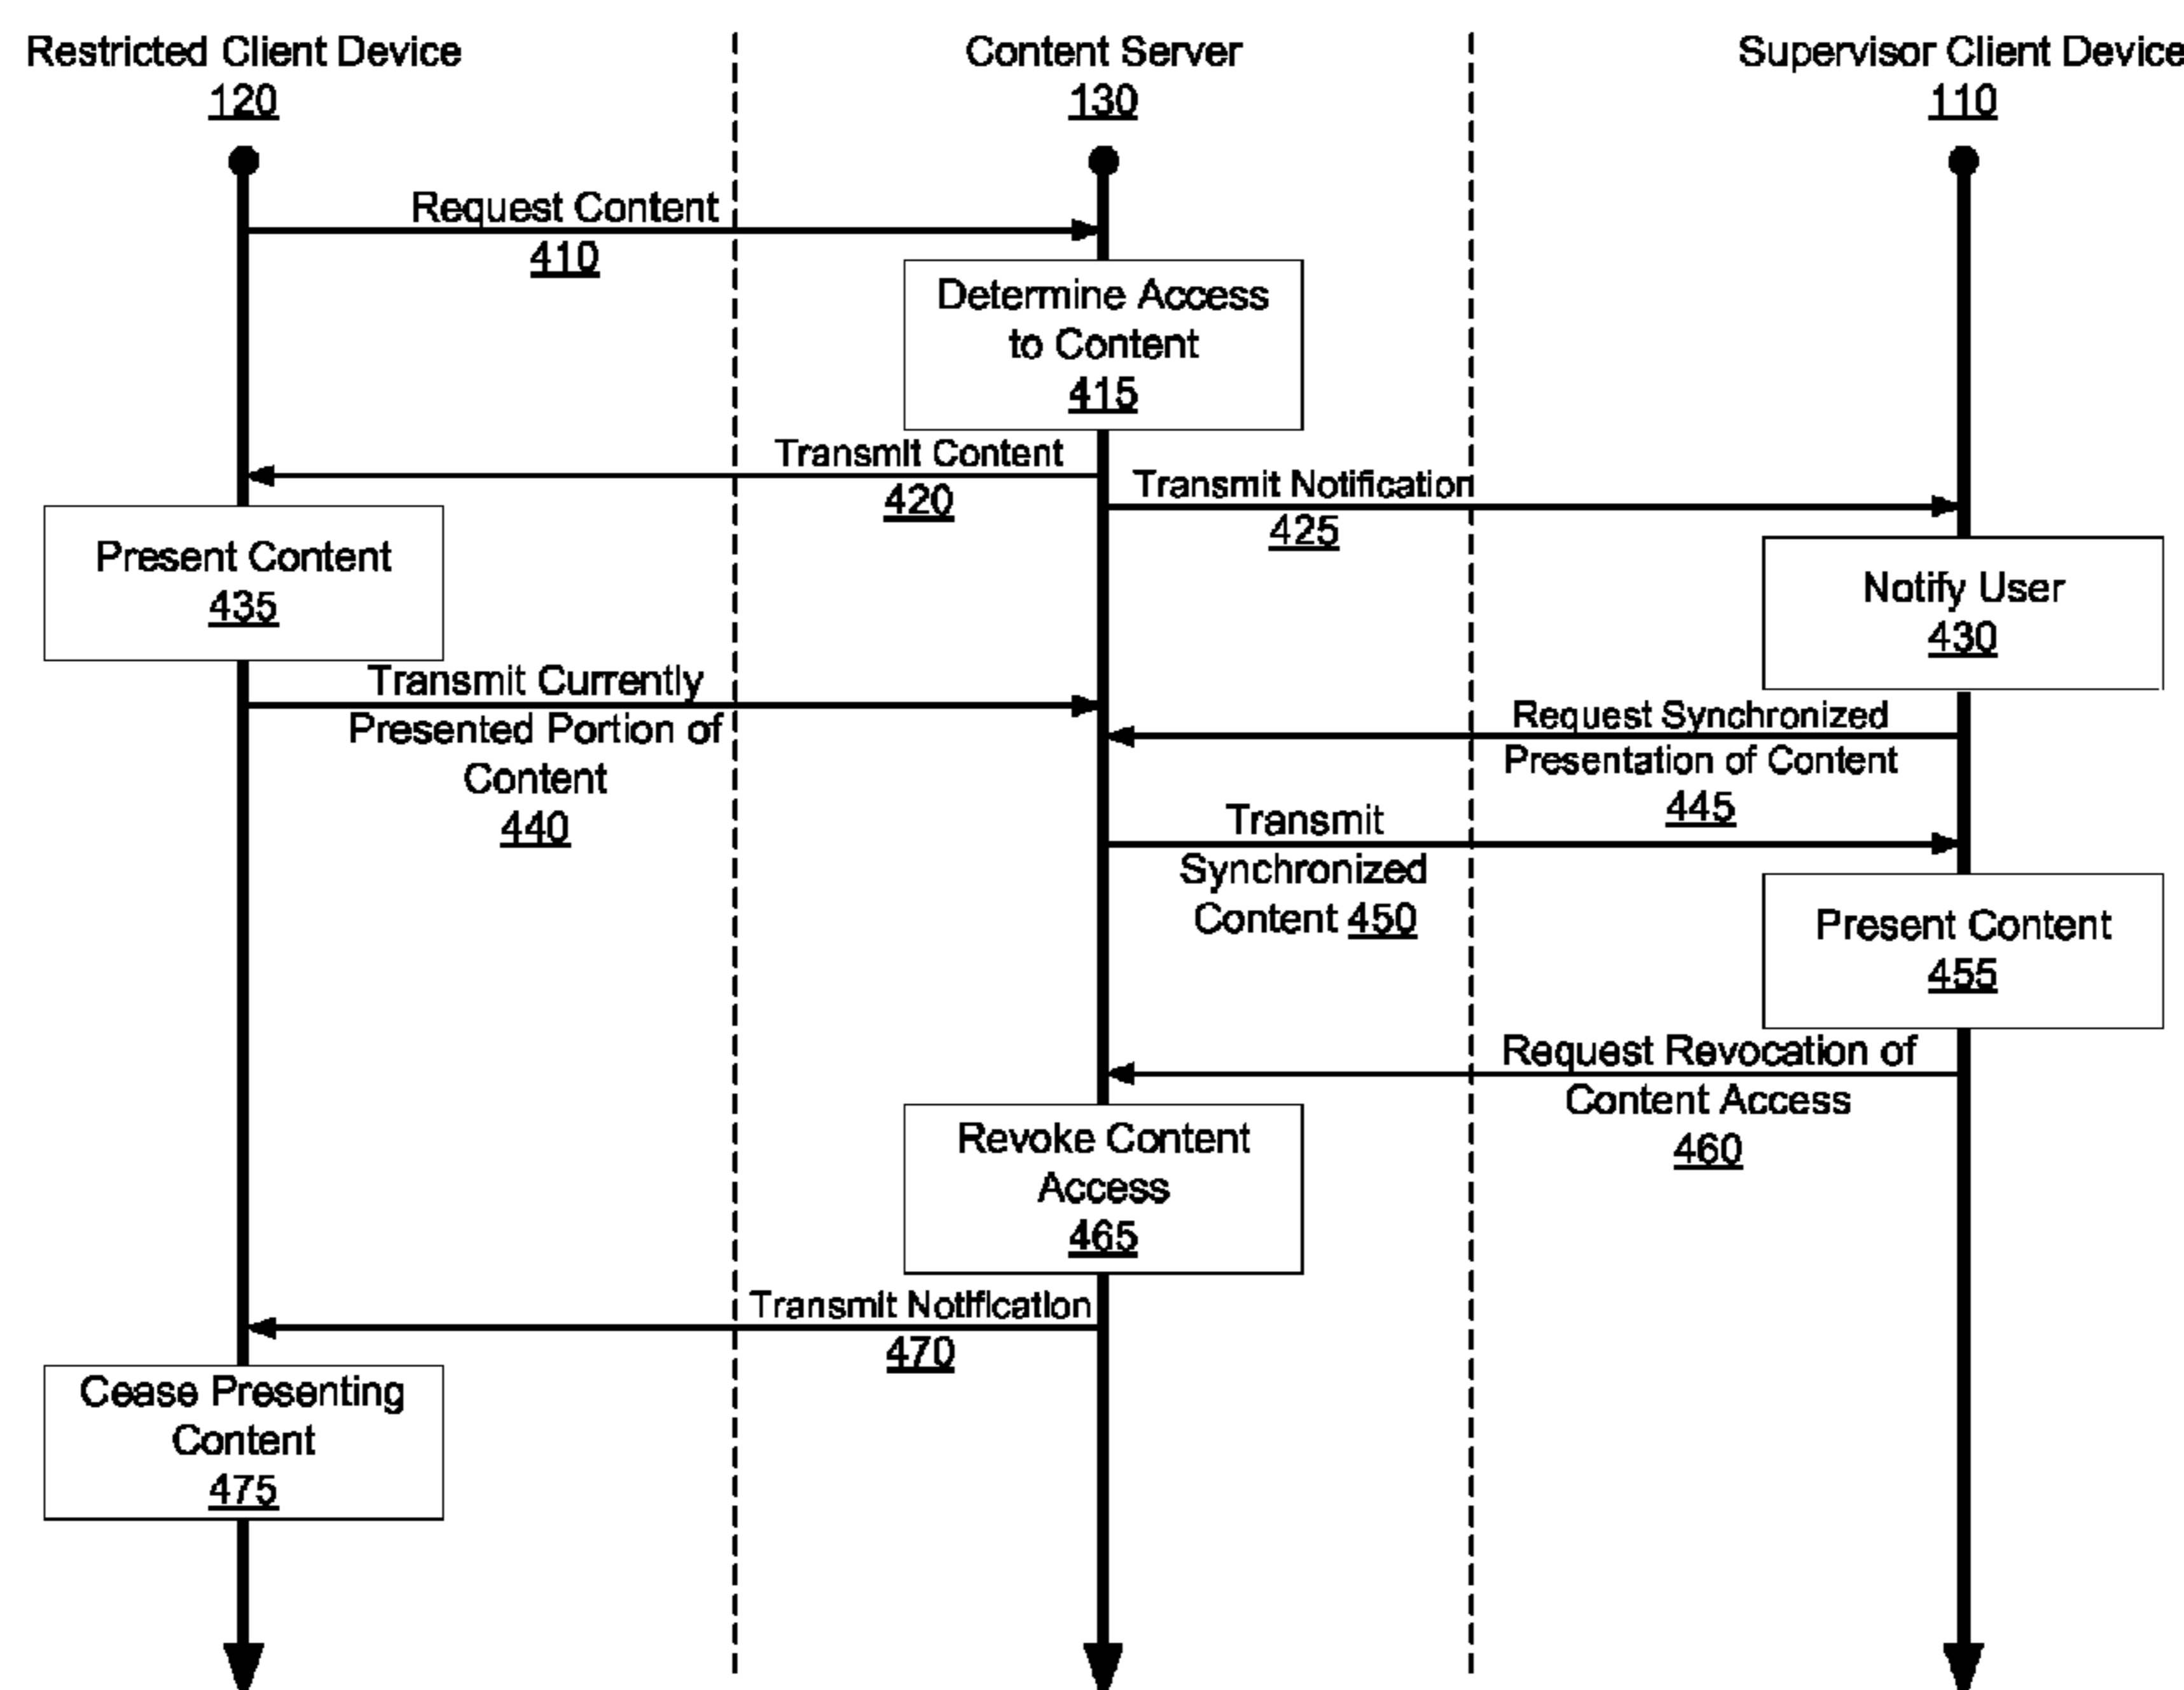 Restricted Client Device
120
Content Server
130
Supervisor Client Device
110
Request Content
410
Determine Access
to Content
415
Transmit Content
420
Transmit Notification
425
Present Content
435
Notify User
430
Transmit Currently
Presented Portion of
Content
440
Request Synchronized
Presentation of Content
445
Transmit
Synchronized
Content 450
Present Content
455
Request Revocation of
Content Access
460
Revoke Content
Access
465
Transmit Notification
470
Cease Presenting
Content
475